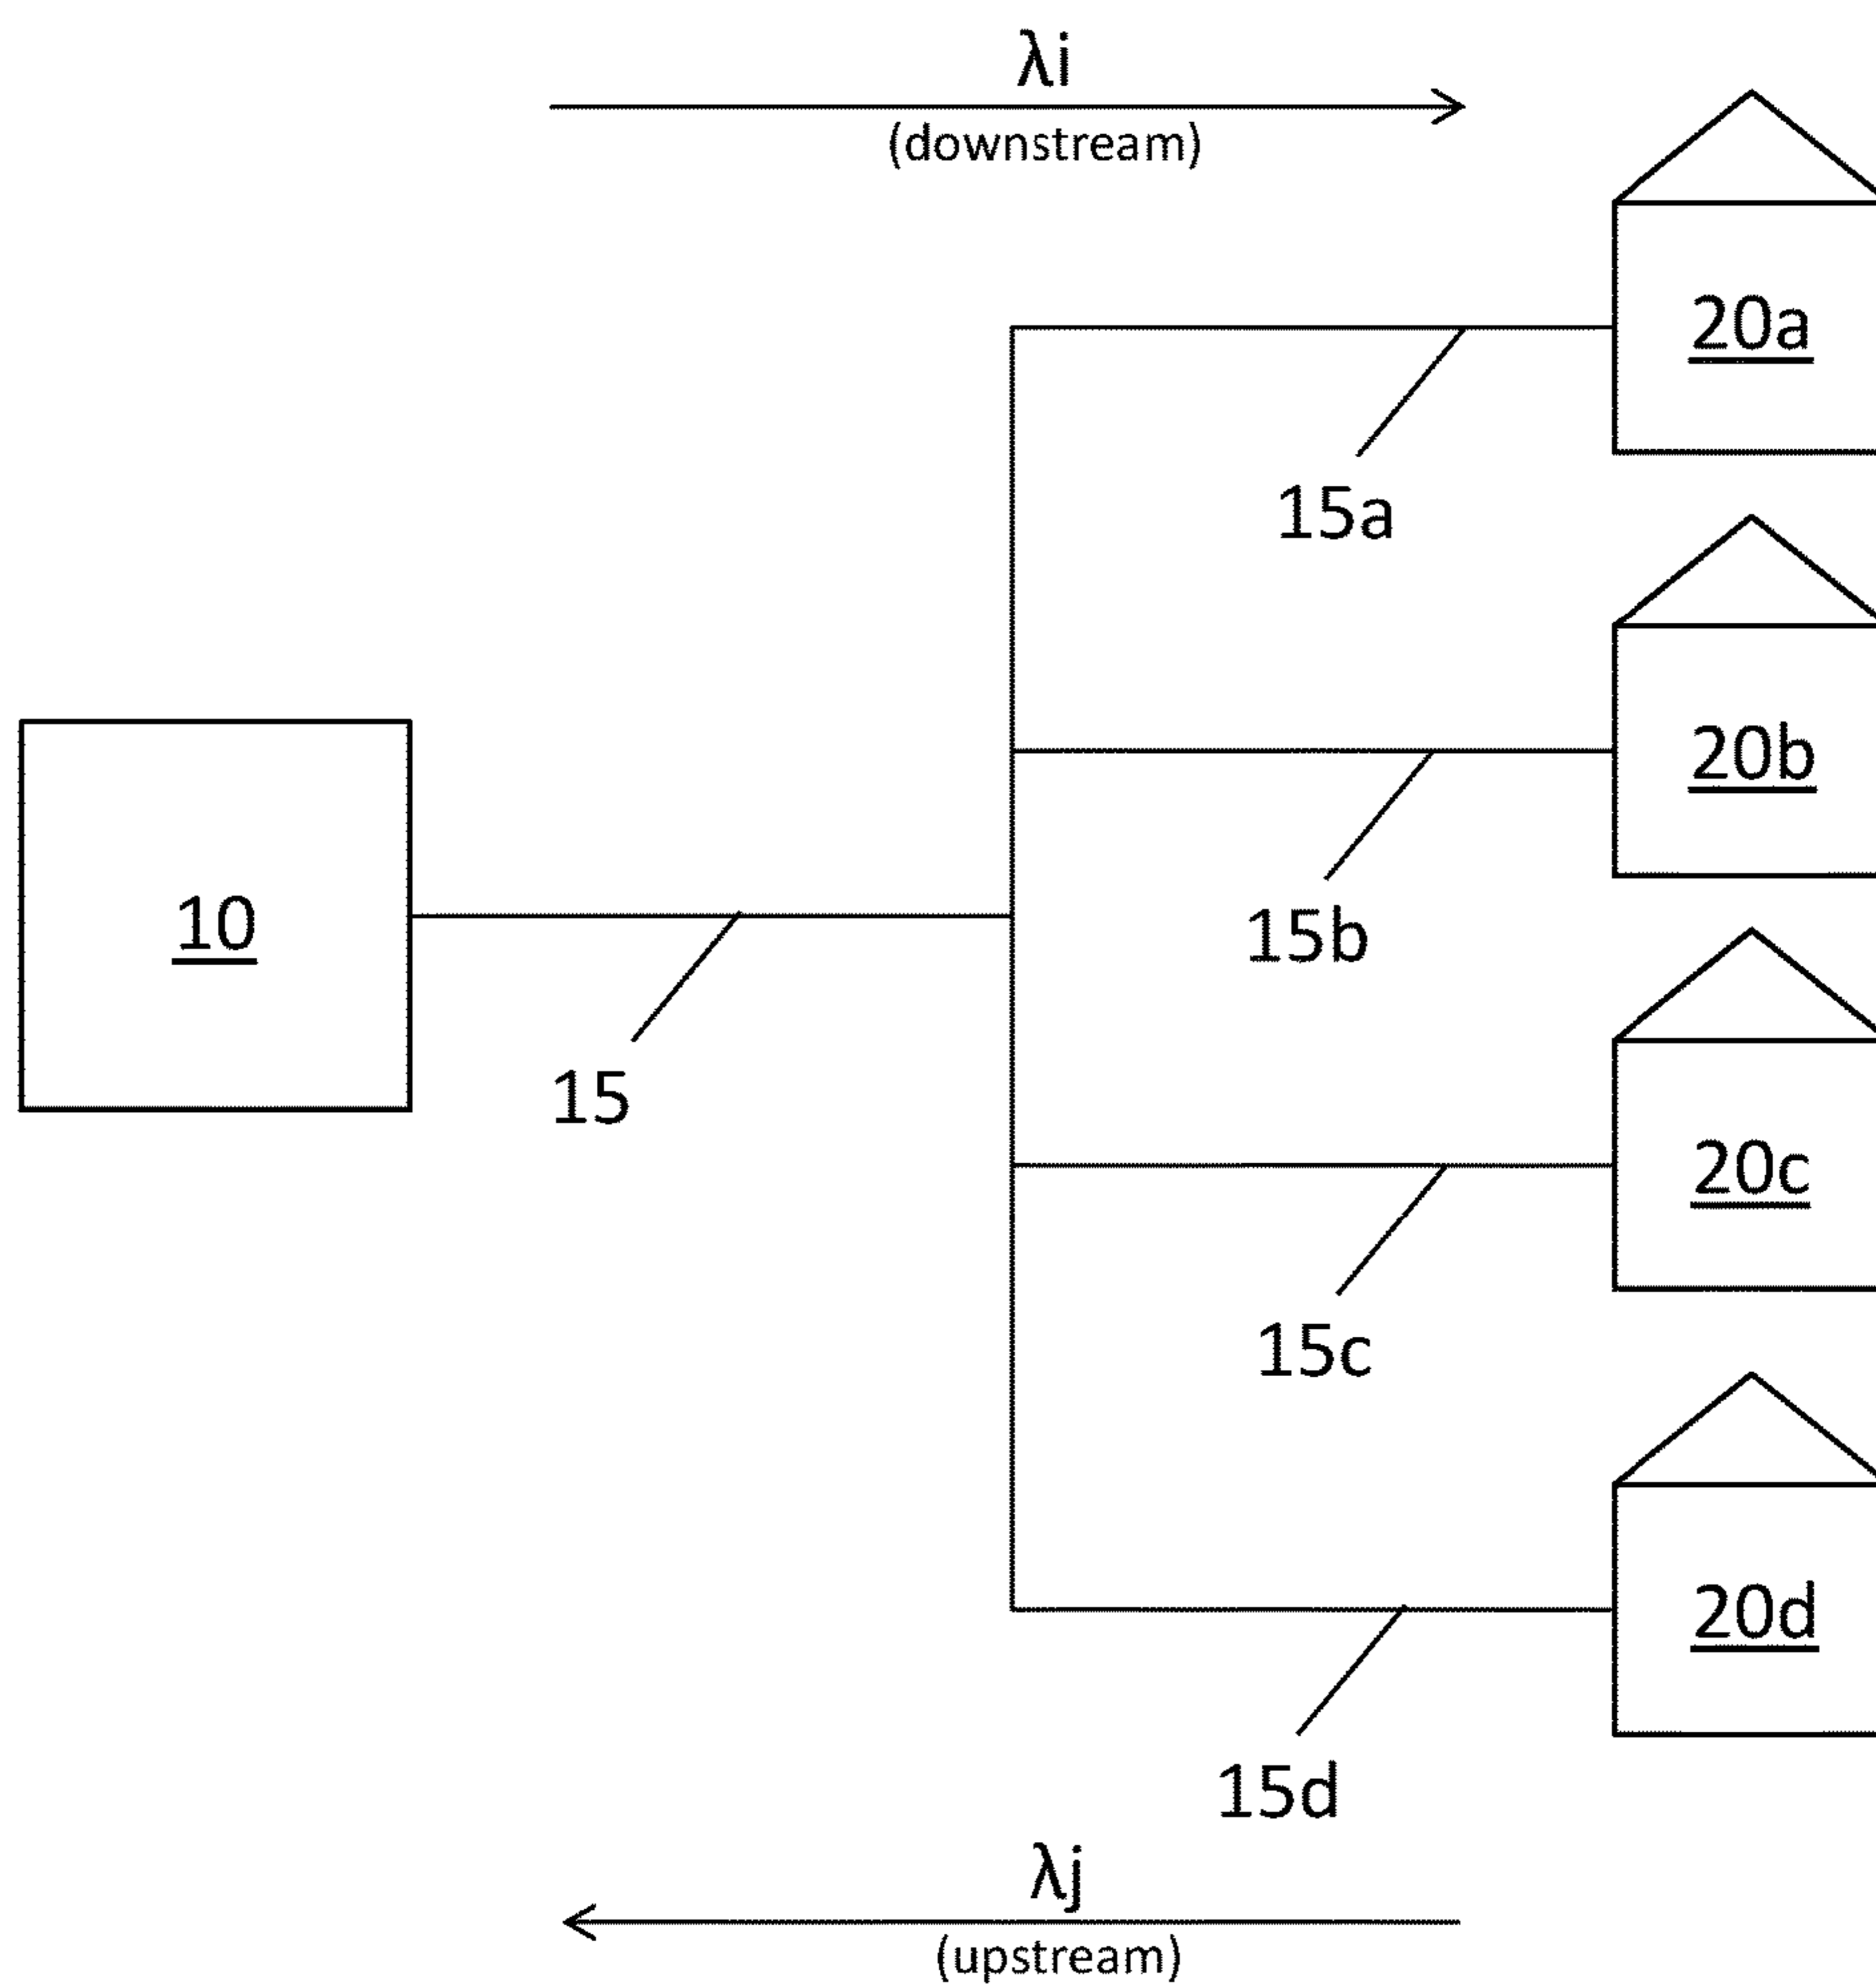 λi
(downstream)
20a
15a
20b
10
15b
15
20c
15c
20d
15d
λj
(upstream)